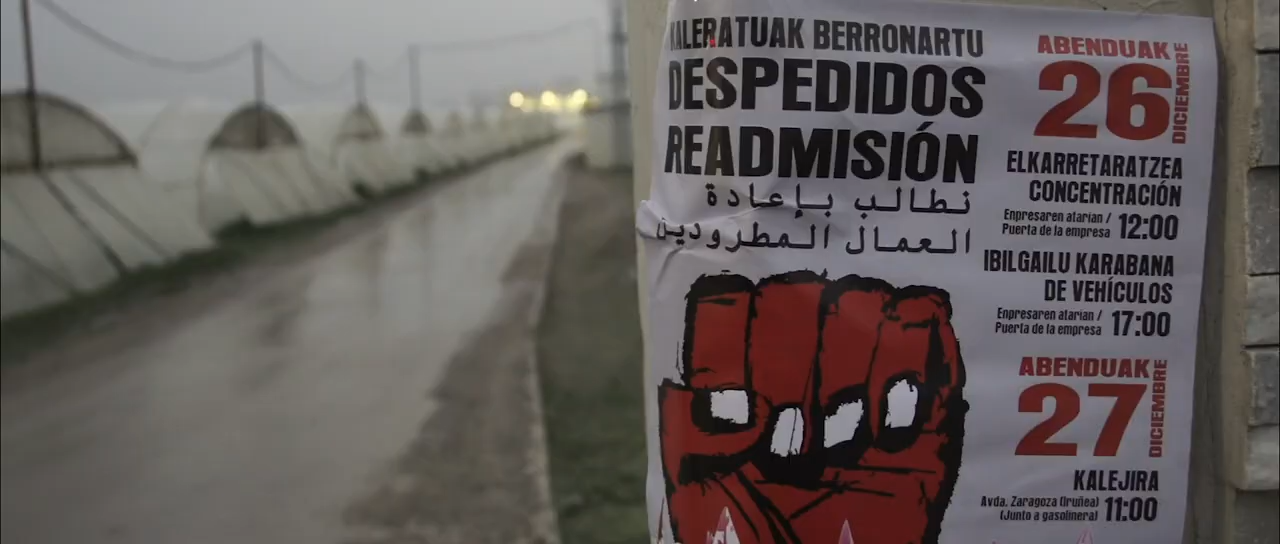 KALERATUAK BERRONARTU
DESPEDIDOS
READMISIÓN
نطالب بإعادة
العمال المطرودين
ABENDUAK
26
DICIEMBRE
ELKARRETARATZEA
CONCENTRACIÓN
Enpresaren atarian /
Puerta de la empresa 12:00
IBILGAILU KARABANA
DE VEHÍCULOS
Enpresaren atarian /
Puerta de la empresa 17:00
ABENDUAK
27
DICIEMBRE
KALEJIRA
Avda. Zaragoza (Iruñea)
(Junto a gasolinera) 11:00